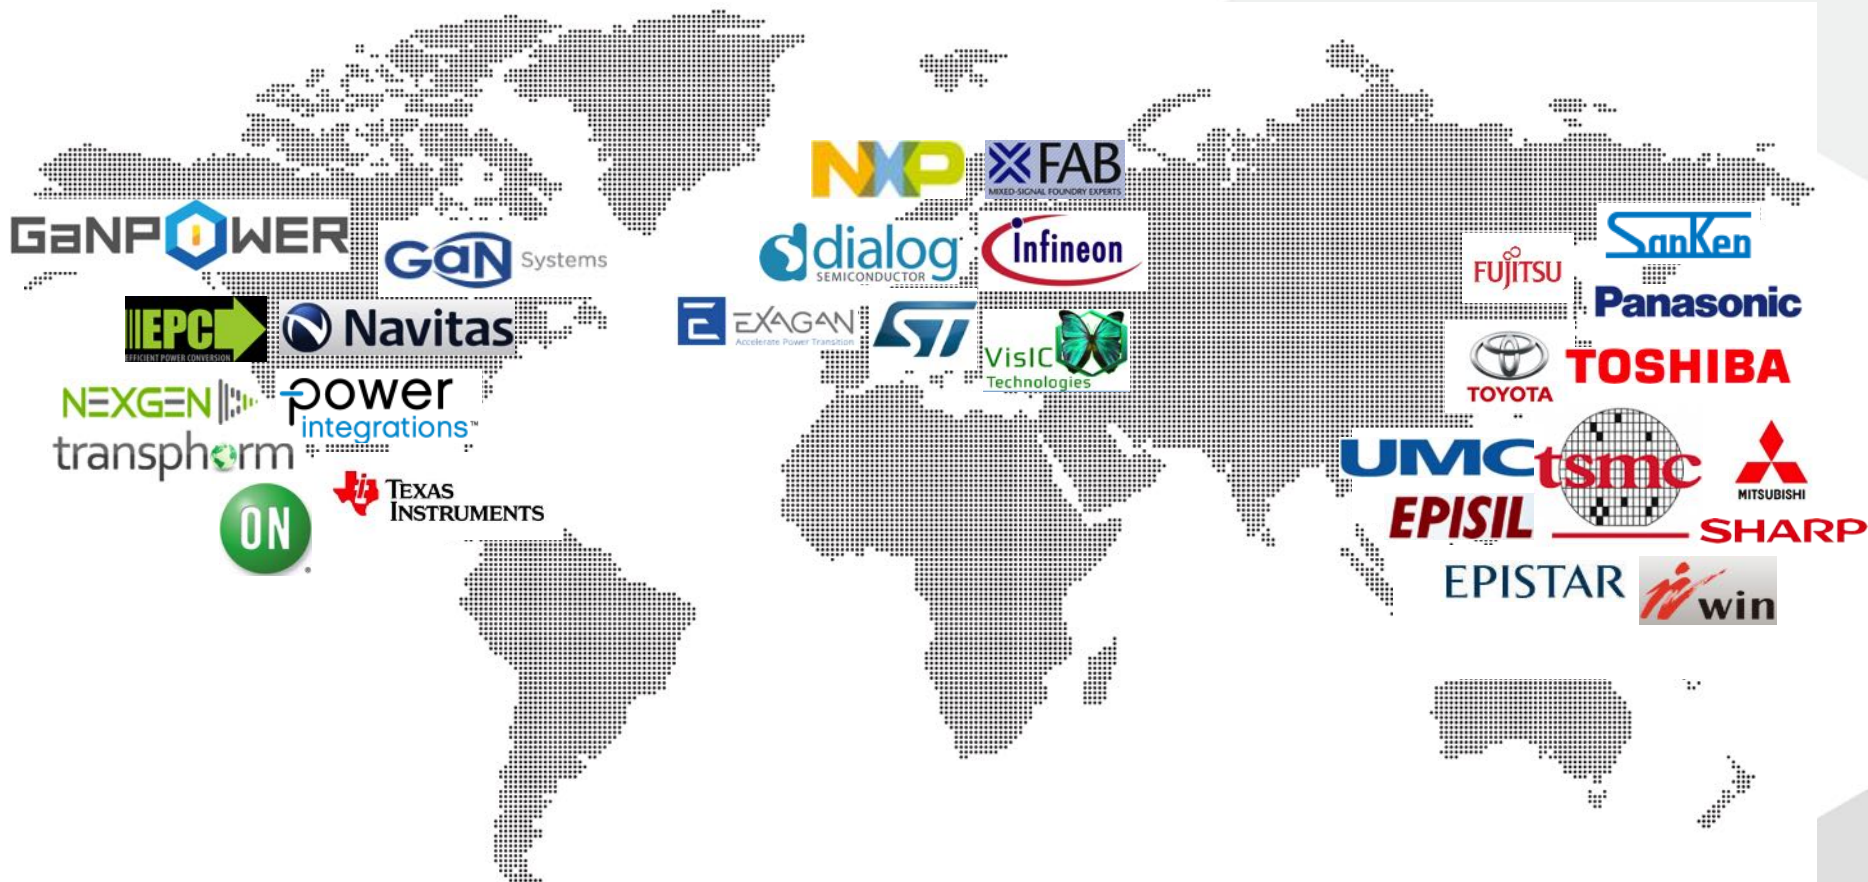 GaNPOWER
GaN Systems
EPC
EFFICIENT POWER CONVERSION
Navitas
NEXGEN
power
integrations™
transphorm
ON
TEXAS
INSTRUMENTS
NXP
XFAB
MIXED-SIGNAL FOUNDRY EXPERTS
dialog
SEMICONDUCTOR
infineon
EXAGAN
Accelerate Power Transition
ST
VisIC
Technologies
SanKen
FUJITSU
Panasonic
TOYOTA
TOSHIBA
UMC
tsmc
MITSUBISHI
EPISIL
SHARP
EPISTAR
win